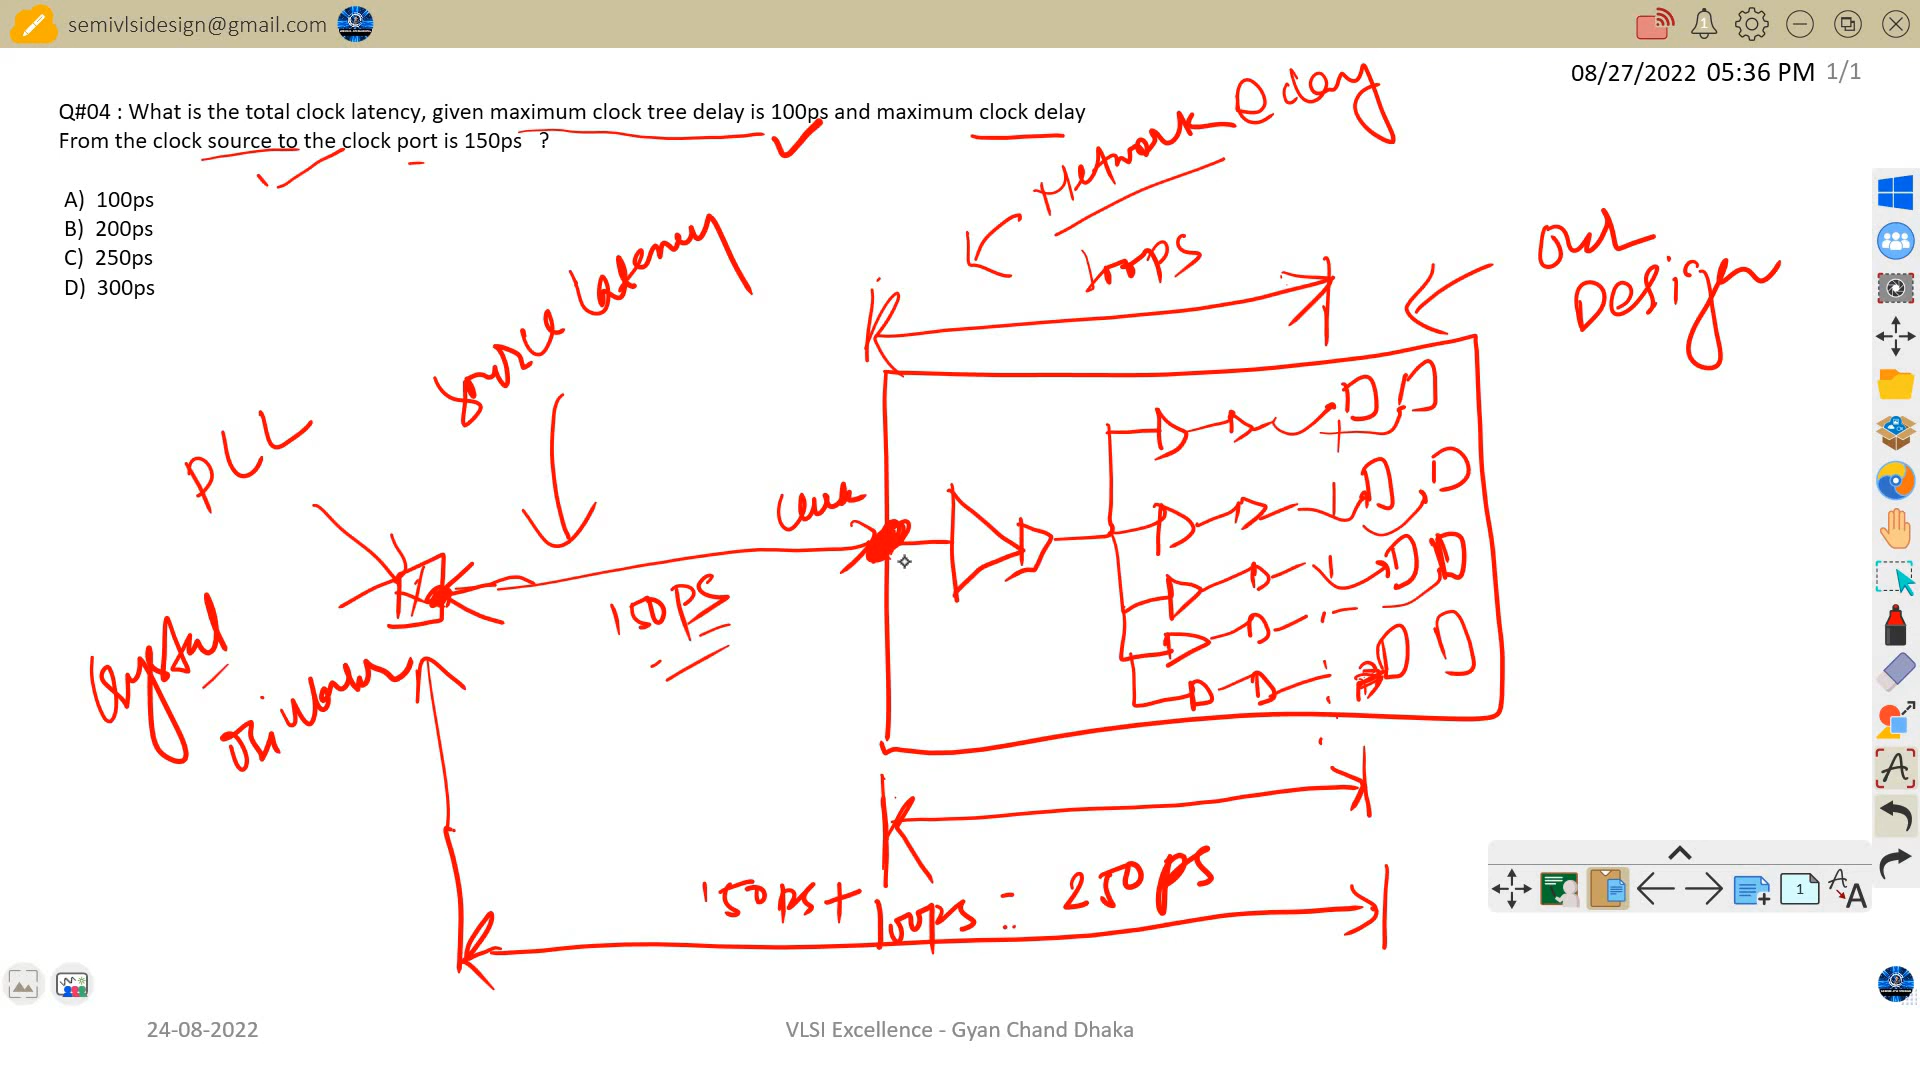 semivlsidesign@gmail.com
08/27/2022 05:36 PM 1/1
Q#04 : What is the total clock latency, given maximum clock tree delay is 100ps and maximum clock delay
From the clock source to the clock port is 150ps ?
A) 100ps
B) 200ps
C) 250ps
D) 300ps
Network Delay
100ps
Our
Design
Source Latency
PLL
Clock
150ps
Crystal
150ps + 100ps = 250ps
1
24-08-2022
VLSI Excellence - Gyan Chand Dhaka